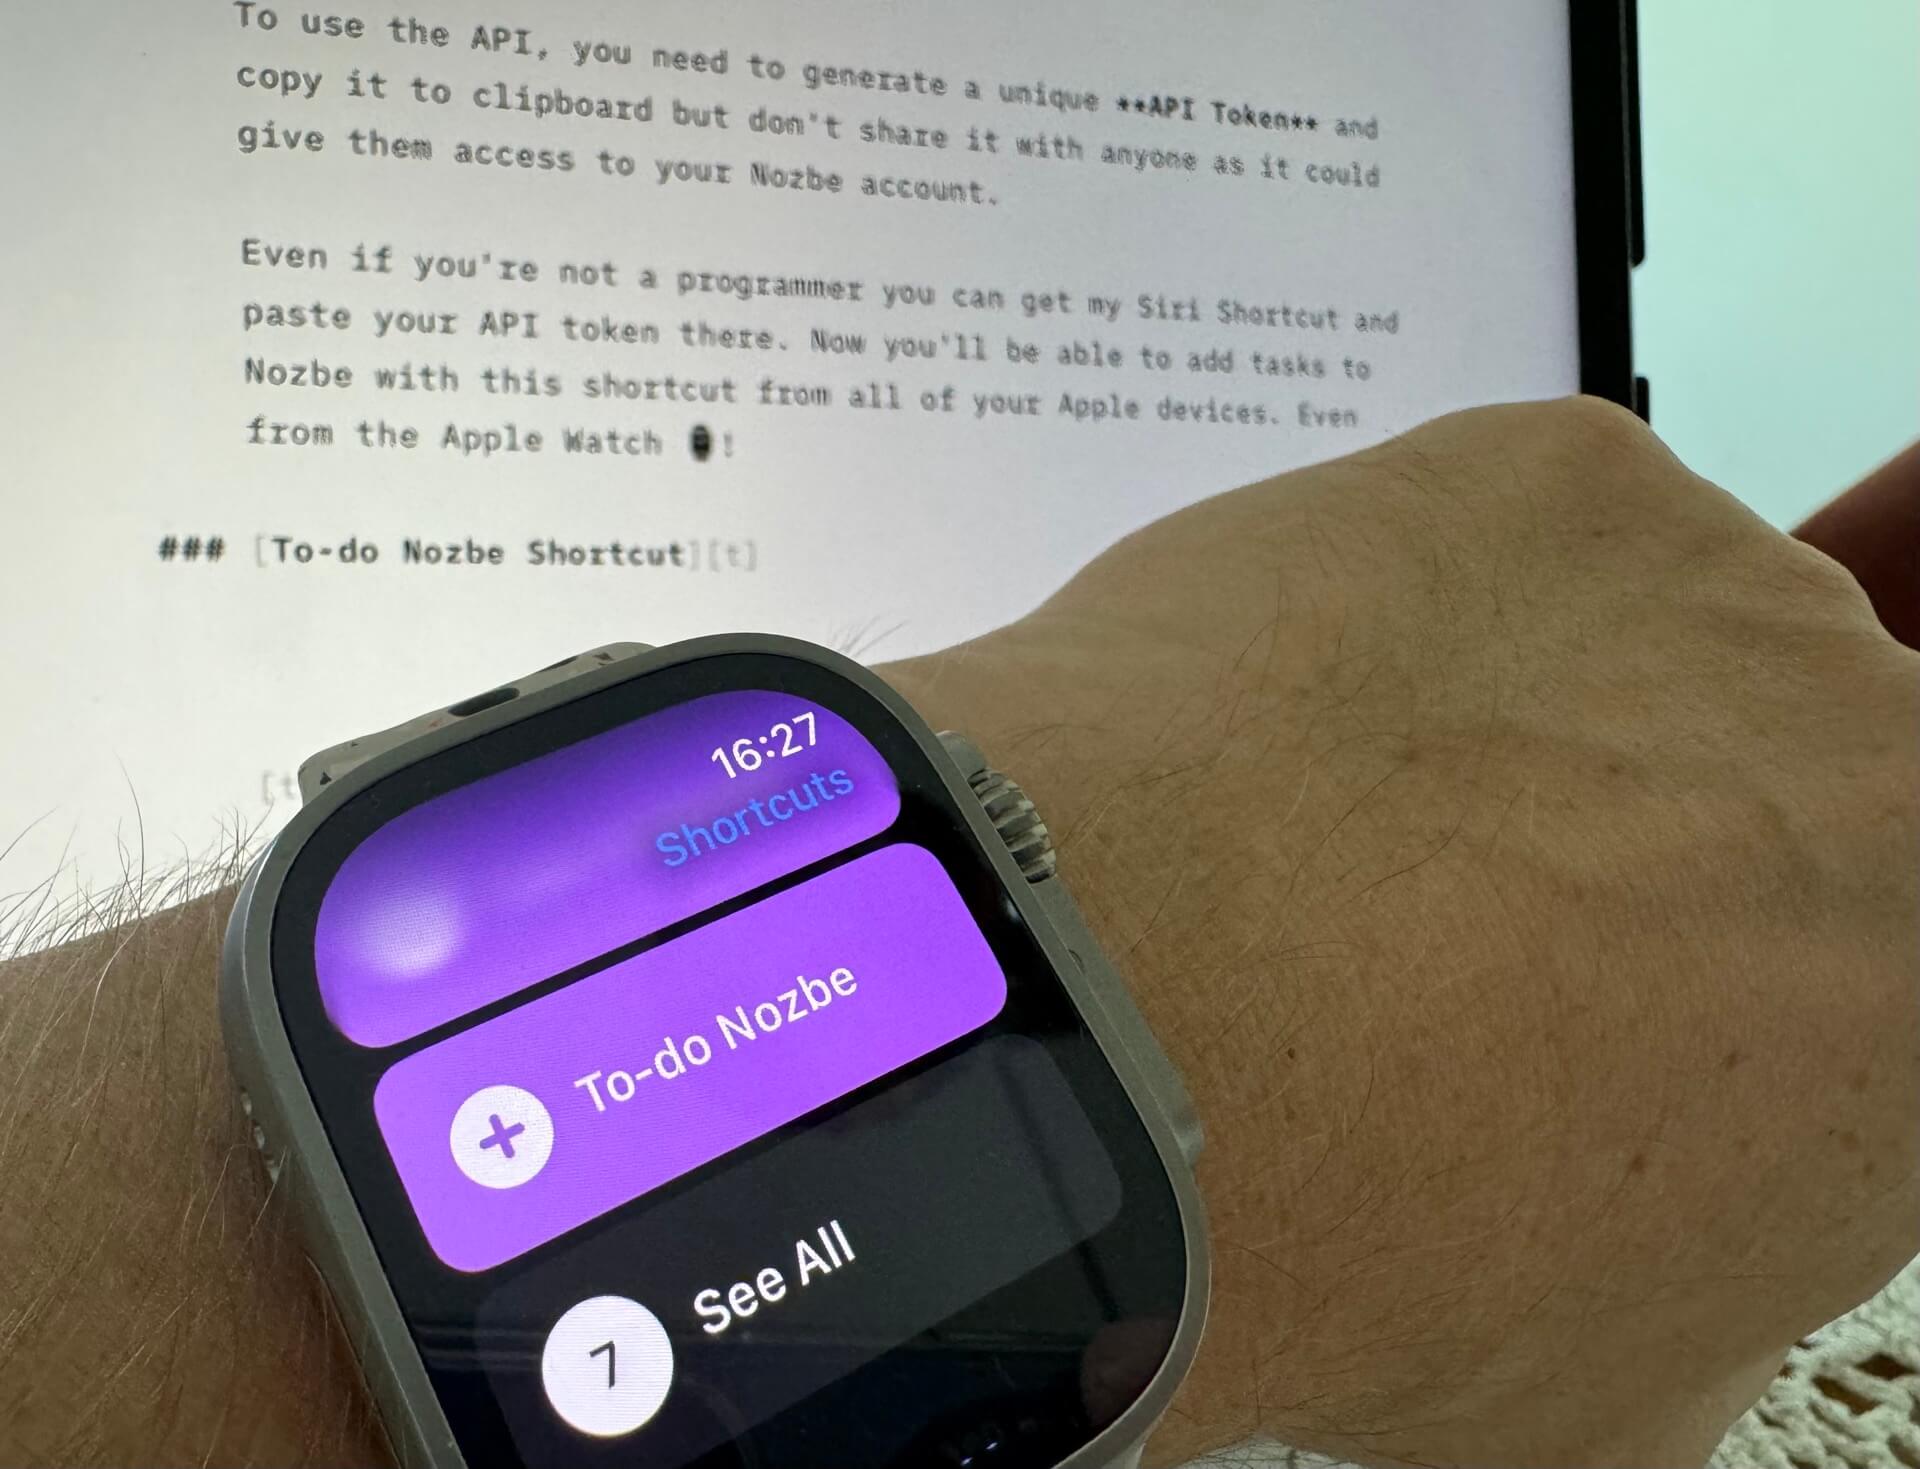 To use the API, you need to generate a unique **API Token** and
copy it to clipboard but don't share it with anyone as it could
give them access to your Nozbe account.
Even if you're not a programmer you can get my Siri Shortcut and
paste your API token there. Now you'll be able to add tasks to
Nozbe with this shortcut from all of your Apple devices. Even
from the Apple Watch ⌚!
### [To-do Nozbe Shortcut][t]
[t
16:27
Shortcuts
To-do Nozbe
See All
7